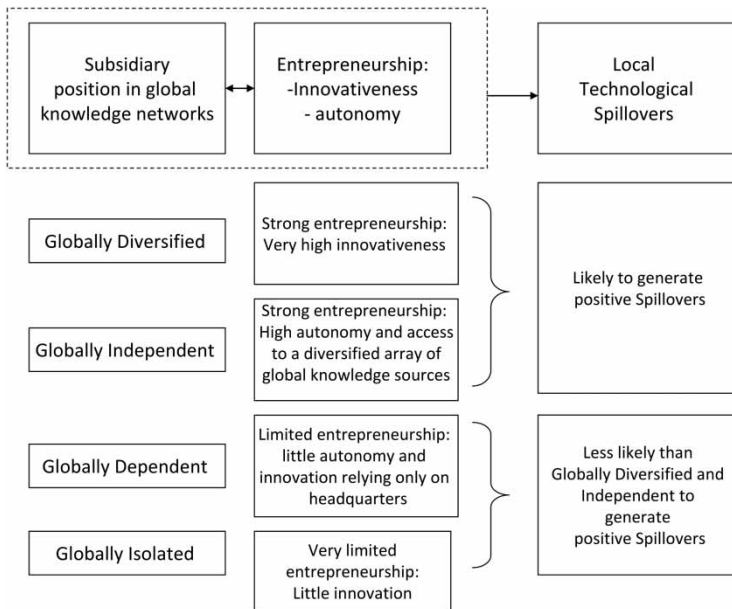 Subsidiary
position in global
knowledge networks
Entrepreneurship:
-Innovativeness
- autonomy
Local
Technological
Spillovers
Globally Diversified
Strong entrepreneurship:
Very high innovativeness
Likely to generate
positive Spillovers
Globally Independent
Strong entrepreneurship:
High autonomy and access
to a diversified array of
global knowledge sources
Globally Dependent
Limited entrepreneurship:
little autonomy and
innovation relying only on
headquarters
Less likely than
Globally Diversified and
Independent to
generate
positive Spillovers
Globally Isolated
Very limited
entrepreneurship:
Little innovation